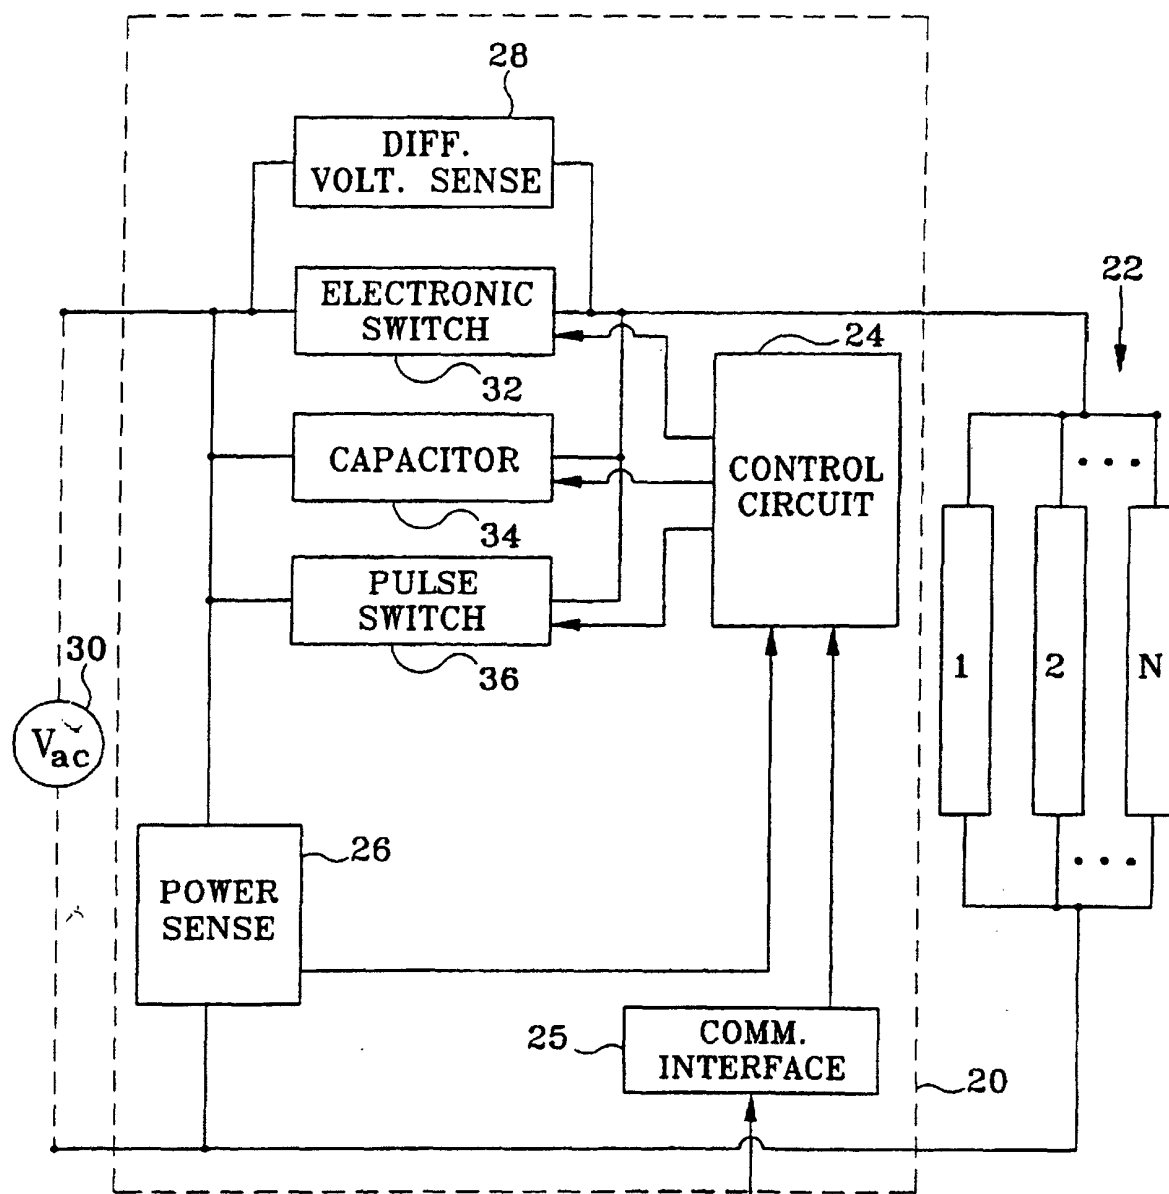 28
DIFF.
VOLT. SENSE
22
ELECTRONIC
SWITCH
24
32
CAPACITOR
CONTROL
CIRCUIT
34
PULSE
SWITCH
36
30
Vac
1
2
N
26
POWER
SENSE
25
COMM.
INTERFACE
20